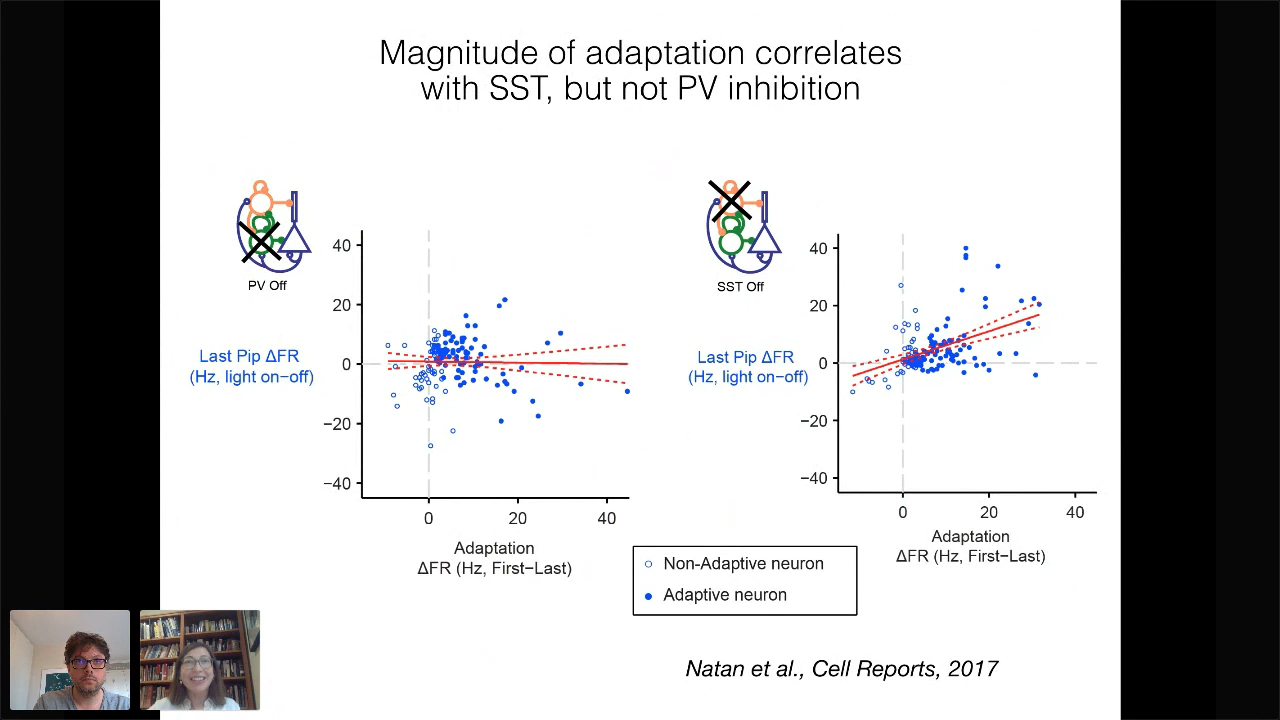 Magnitude of adaptation correlates
with SST, but not PV inhibition
PV Off
Last Pip ΔFR
(Hz, light on−off)
40
20
0
−20
−40
0
20
40
Adaptation
ΔFR (Hz, First−Last)
SST Off
Last Pip ΔFR
(Hz, light on−off)
40
20
0
−20
−40
0
20
40
Adaptation
ΔFR (Hz, First−Last)
Non-Adaptive neuron
Adaptive neuron
Natan et al., Cell Reports, 2017